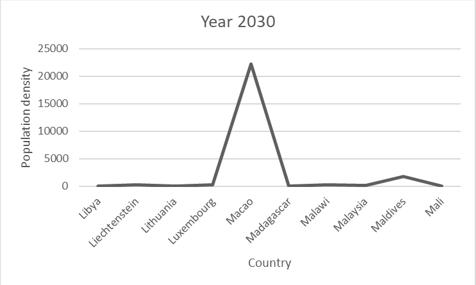 Year 2030
Population density
25000
20000
15000
10000
5000
0
Libya
Liechtenstein
Lithuania
Luxembourg
Macao
Madagascar
Malawi
Malaysia
Maldives
Mali
Country